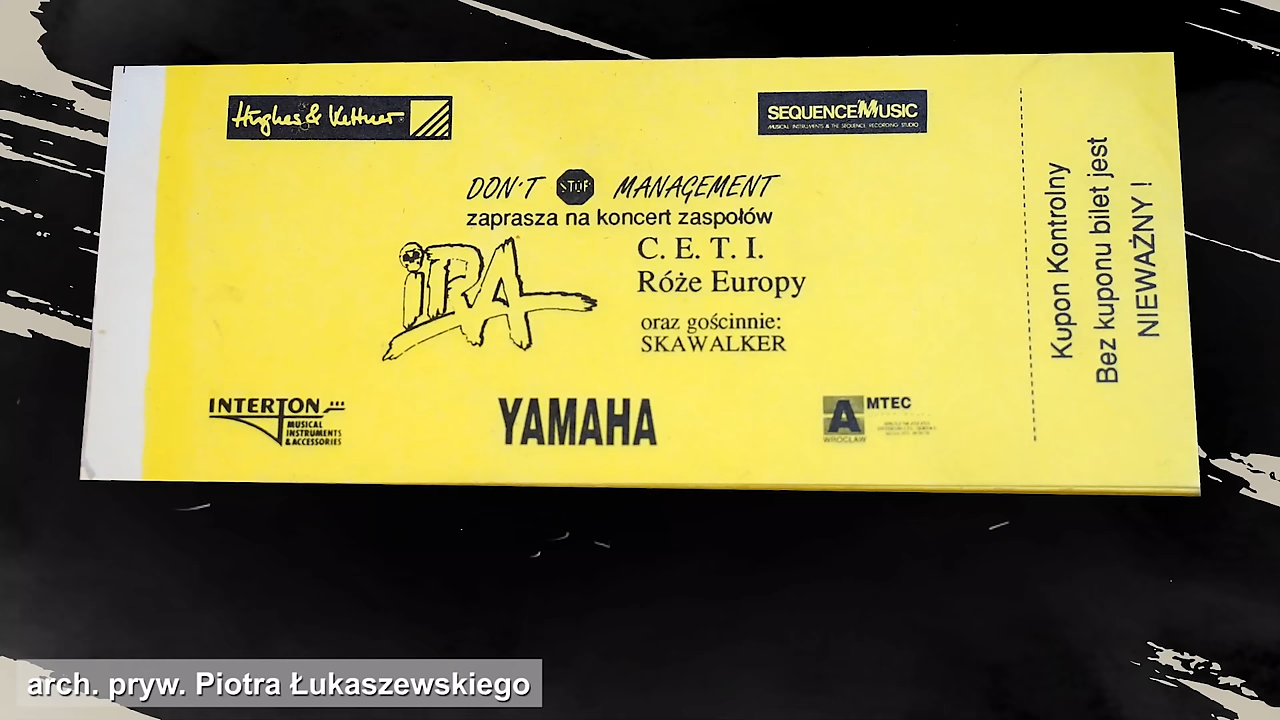 Hughes & Kettner
SEQUENCE MUSIC
MUSICAL INSTRUMENTS & THE SEQUENCE RECORDING STUDIO
DON'T STOP MANAGEMENT
zaprasza na koncert zaspołów
iRA
C. E. T. I.
Róże Europy
oraz gościnnie:
SKAWALKER
INTERTON
MUSICAL
INSTRUMENTS
& ACCESSORIES
YAMAHA
A MTEC
WROCŁAW
Kupon Kontrolny
Bez kuponu bilet jest
NIEWAŻNY !
arch. pryw. Piotra Łukaszewskiego